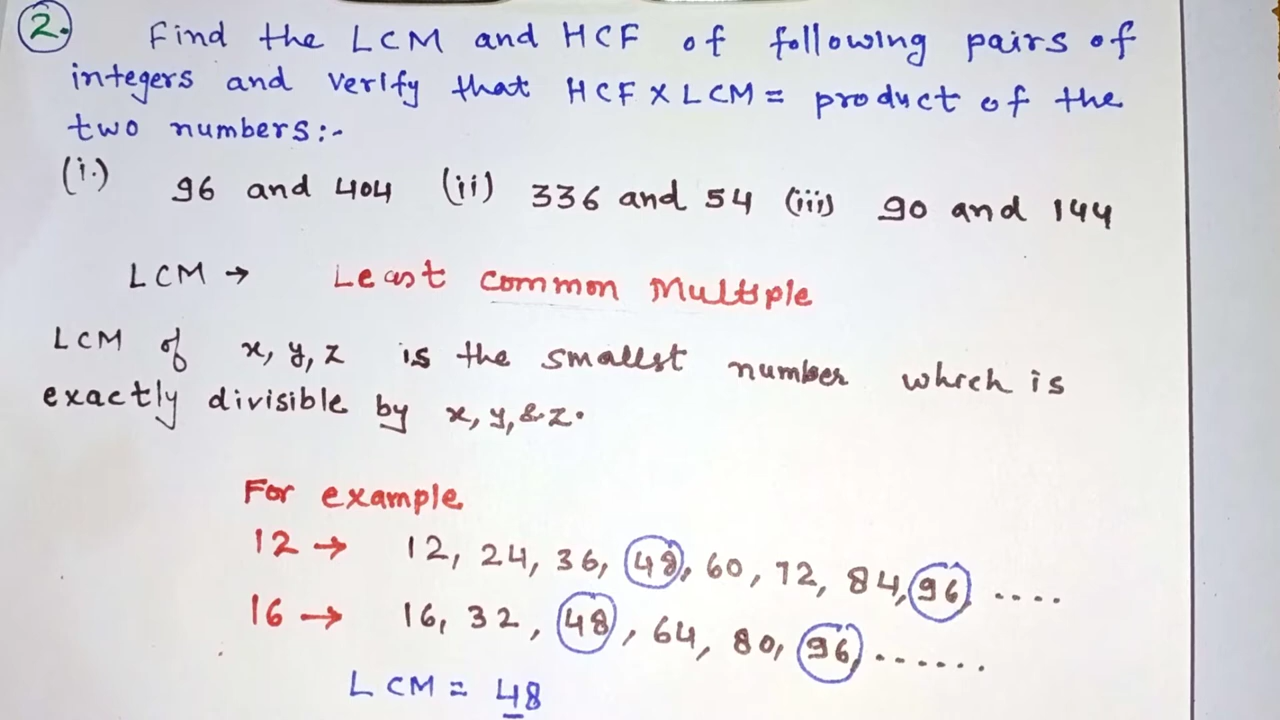 2. Find the LCM and HCF of following pairs of
integers and verify that HCF X LCM = product of the
two numbers:-
(i.) 96 and 404 (ii) 336 and 54 (iii) 90 and 144
LCM → Least common Multiple
LCM of x, y, z is the smallest number which is
exactly divisible by x, y, & z.
For example
12 → 12, 24, 36, 48, 60, 72, 84, 96, ....
16 → 16, 32, 48, 64, 80, 96, ......
LCM = 48